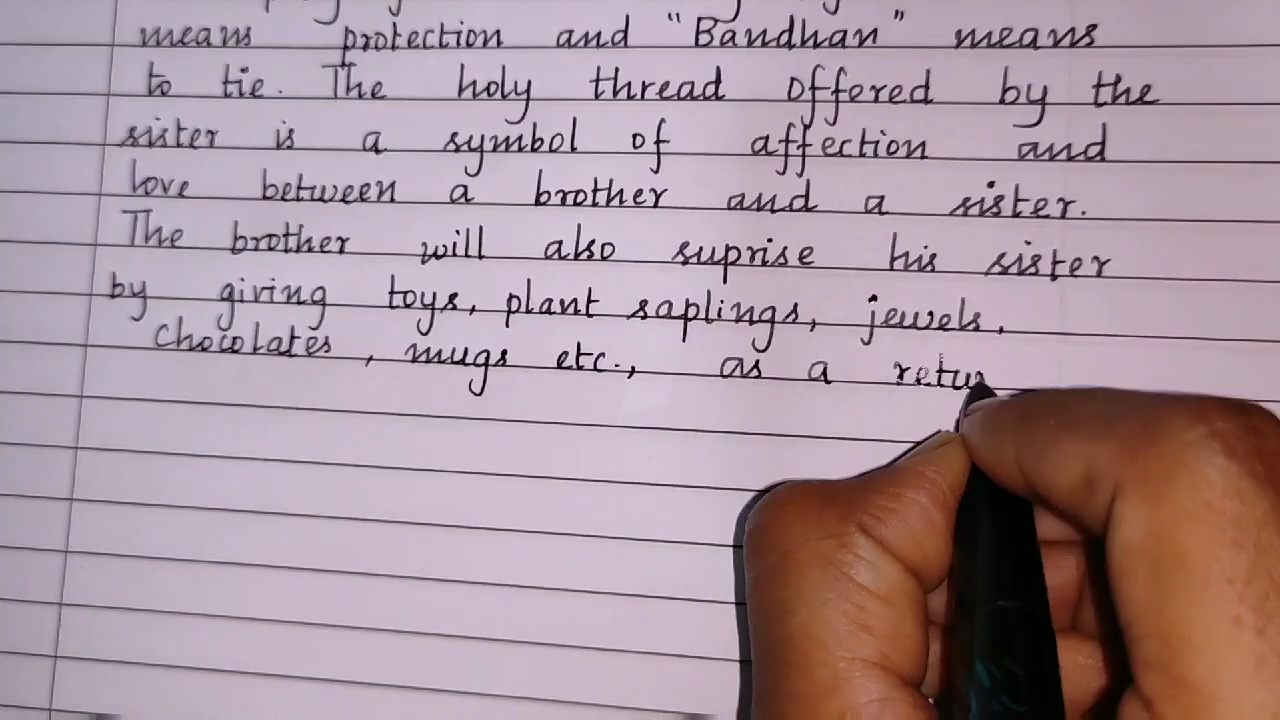 means protection and "Bandhan" means
to tie. The holy thread offered by the
sister is a symbol of affection and
love between a brother and a sister.
The brother will also suprise his sister
by giving toys, plant saplings, jewels,
chocolates, mugs etc., as a retu